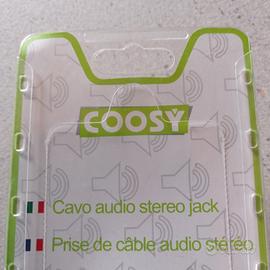 COOSY
Cavo audio stereo jack
Prise de câble audio stéréo